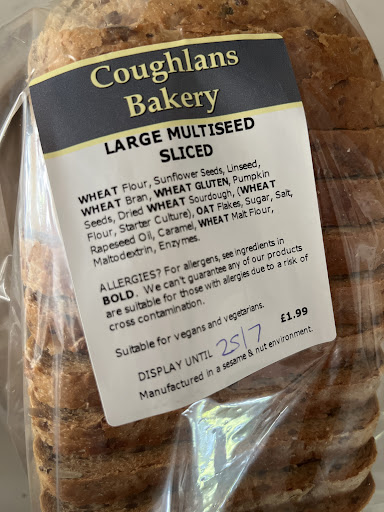 Coughlans
Bakery
LARGE MULTISEED
SLICED
WHEAT Flour, Sunflower Seeds, Linseed,
WHEAT Bran, WHEAT GLUTEN, Pumpkin
Seeds, Dried WHEAT Sourdough, (WHEAT
Flour, Starter Culture), OAT Flakes, Sugar, Salt,
Rapeseed Oil, Caramel, WHEAT Malt Flour,
Maltodextrin, Enzymes.
ALLERGIES? For allergens, see ingredients in
BOLD. We can't guarantee any of our products
are suitable for those with allergies due to a risk of
cross contamination.
Suitable for vegans and vegetarians.
£1.99
DISPLAY UNTIL 25/7
Manufactured in a sesame & nut environment.